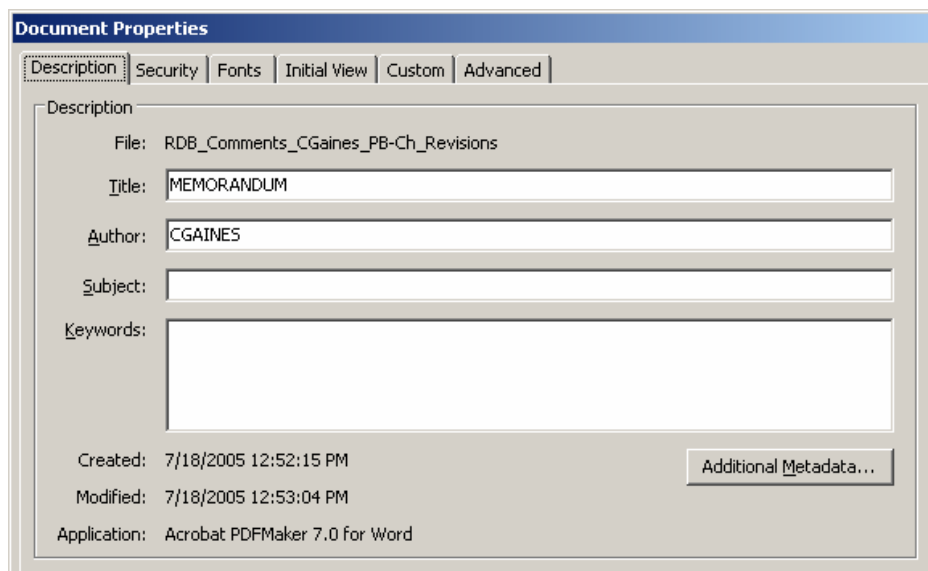 Document Properties
Description Security Fonts Initial View Custom Advanced
Description
File: RDB_Comments_CGaines_PB-Ch_Revisions
Title: MEMORANDUM
Author: CGAINES
Subject:
Keywords:
Created: 7/18/2005 12:52:15 PM
Additional Metadata...
Modified: 7/18/2005 12:53:04 PM
Application: Acrobat PDFMaker 7.0 for Word